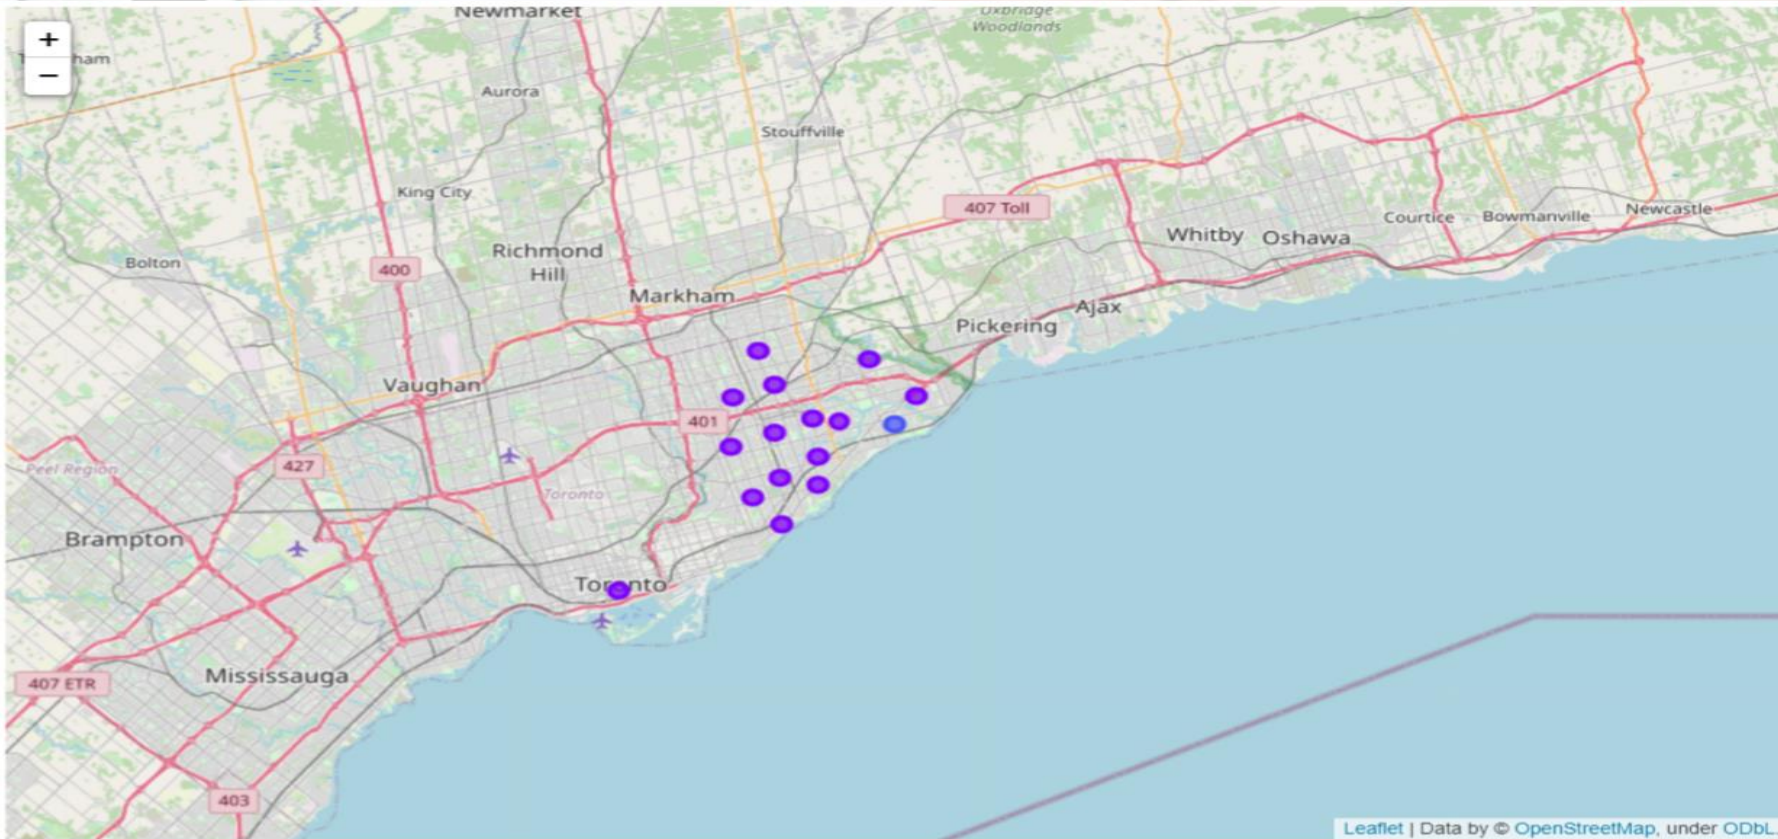 Newmarket
Uxbridge
Woodlands
+
−
Aurora
Stouffville
King City
407 Toll
Courtice
Bowmanville
Newcastle
Whitby
Oshawa
Richmond
Hill
Bolton
400
Markham
Ajax
Pickering
Vaughan
401
427
Peel Region
Toronto
Brampton
Toronto
Mississauga
407 ETR
403
Leaflet | Data by © OpenStreetMap, under ODbL.